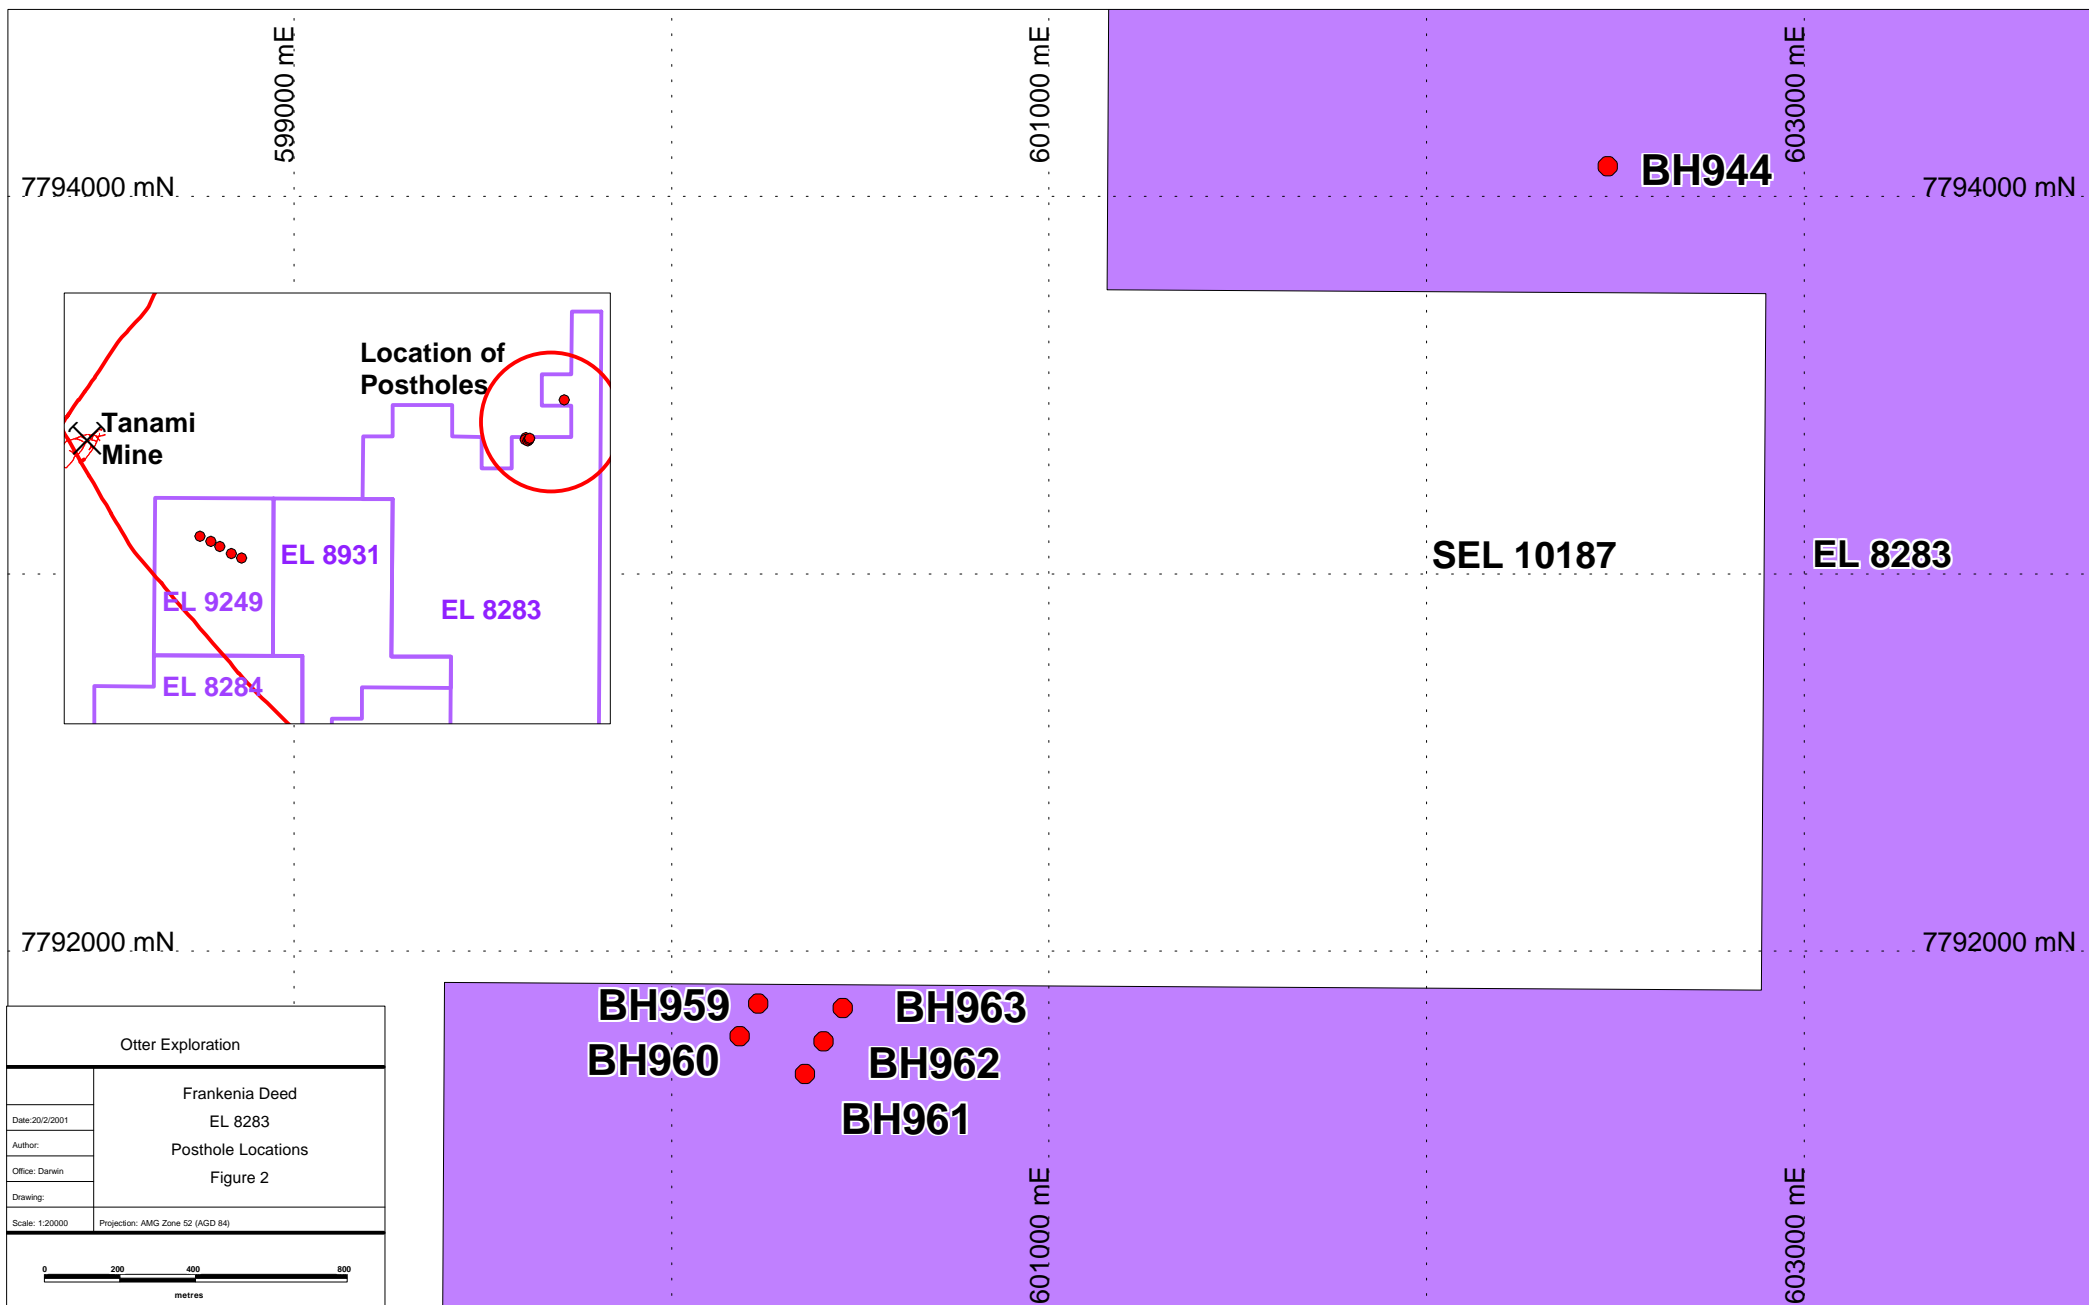 599000 mE
601000 mE
603000 mE
BH944
7794000 mN
7794000 mN
Location of
Postholes
Tanami
Mine
EL 8931
EL 9249
EL 8283
EL 8284
SEL 10187
EL 8283
7792000 mN
7792000 mN
BH959
BH963
BH960
BH962
BH961
601000 mE
603000 mE
Otter Exploration
Frankenia Deed
EL 8283
Posthole Locations
Figure 2
Date:20/2/2001
Author:
Office: Darwin
Drawing:
Scale: 1:20000
Projection: AMG Zone 52 (AGD 84)
0 200 400 800
metres